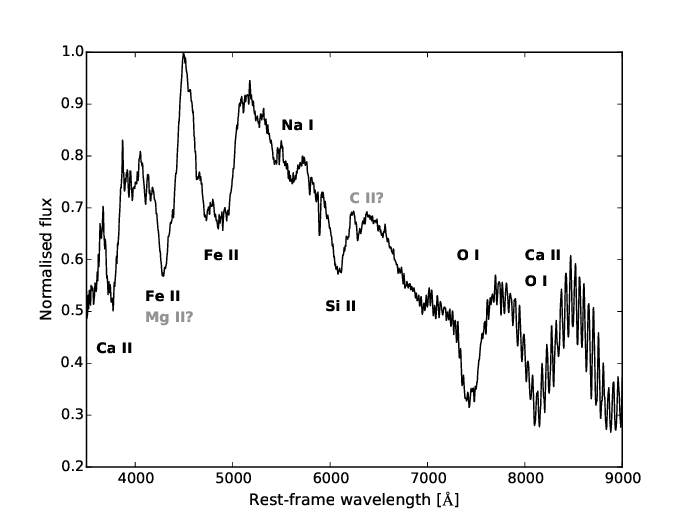 1.0
0.9
0.8
0.7
0.6
0.5
0.4
0.3
0.2
Normalised flux
Na I
C II?
Fe II
O I
Ca II
O I
Fe II
Mg II?
Si II
Ca II
4000 5000 6000 7000 8000 9000
Rest-frame wavelength [Å]